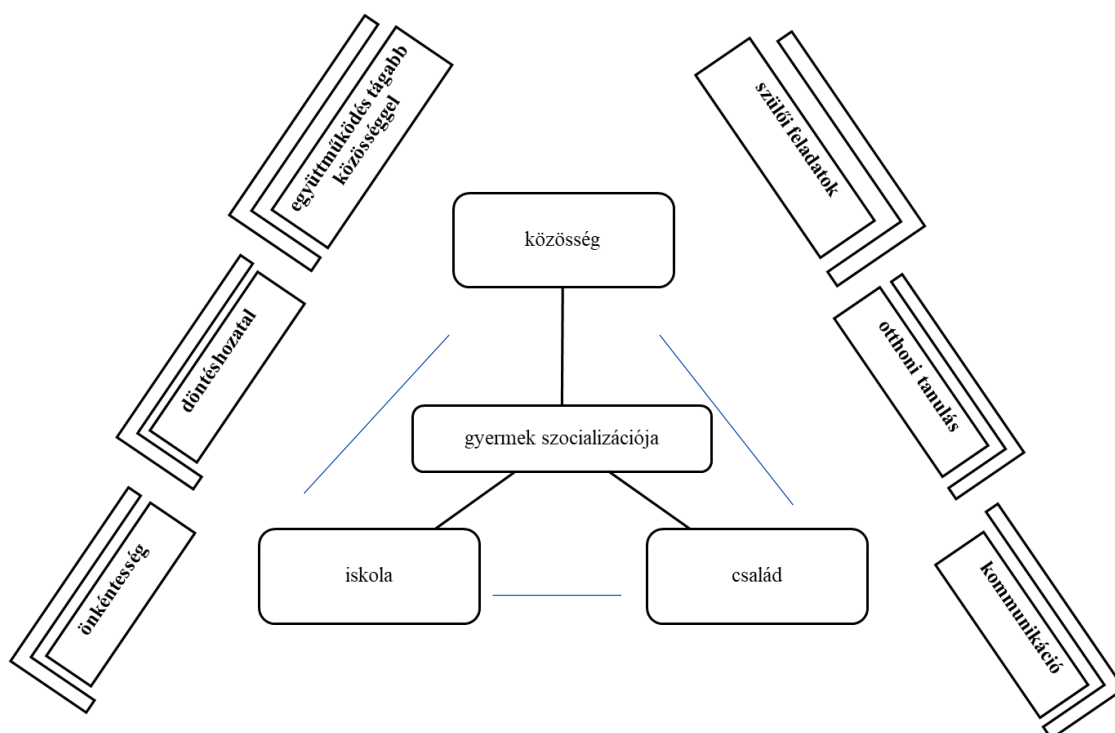 együttműködés tágabb
közösséggel
döntéshozatal
önkéntesség
közösség
gyermek szocializációja
iskola
család
szülői feladatok
otthoni tanulás
kommunikáció